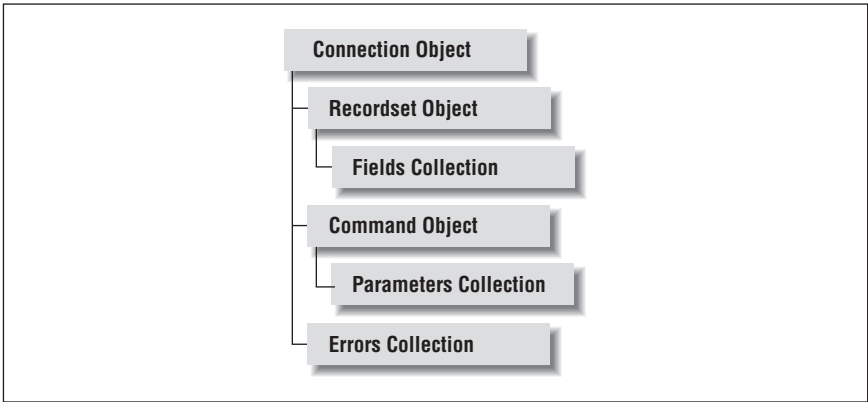 Connection Object
Recordset Object
Fields Collection
Command Object
Parameters Collection
Errors Collection